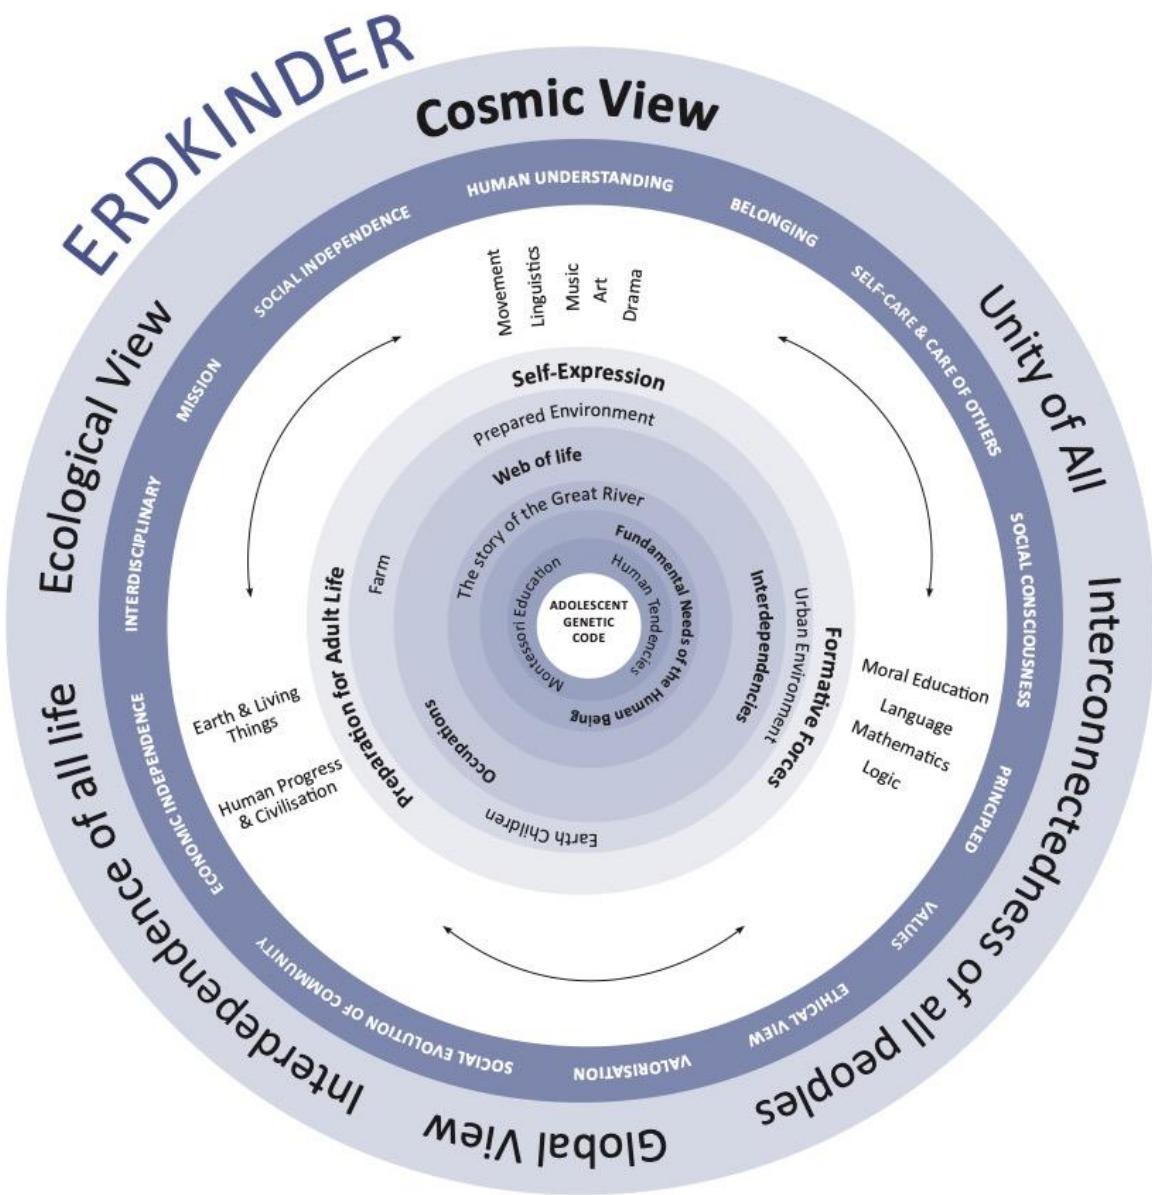 ERDKINDER
Cosmic View
Unity of All
Interconnectedness of all peoples
Global View
Interdependence of all life
Ecological View
HUMAN UNDERSTANDING
BELONGING
SELF-CARE & CARE OF OTHERS
SOCIAL CONSCIOUSNESS
PRINCIPLED
VALUES
ETHICAL VIEW
VALORISATION
SOCIAL EVOLUTION OF COMMUNITY
ECONOMIC INDEPENDENCE
INTERDISCIPLINARY
MISSION
SOCIAL INDEPENDENCE
Movement
Linguistics
Music
Art
Drama
Moral Education
Language
Mathematics
Logic
Earth & Living
Things
Human Progress
& Civilisation
Self-Expression
Formative Forces
Preparation for Adult Life
Prepared Environment
Urban Environment
Earth Children
Farm
Web of life
Interdependencies
Occupations
The story of the Great River
Fundamental Needs of the Human Being
Human Tendencies
Montessori Education
ADOLESCENT
GENETIC
CODE